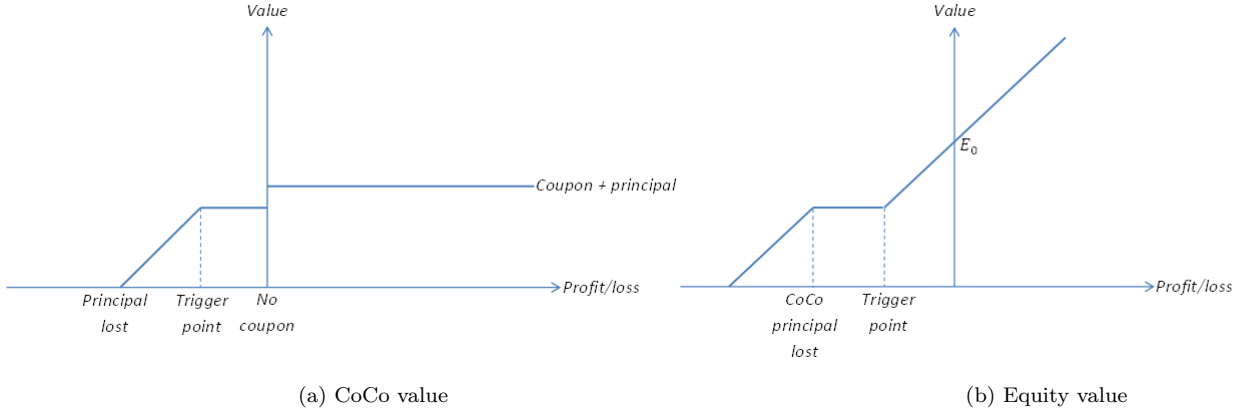 Value
Coupon + principal
Profit/loss
Principal
lost
Trigger
point
No
coupon
(a) CoCo value
Value
E₀
Profit/loss
CoCo
principal
lost
Trigger
point
(b) Equity value